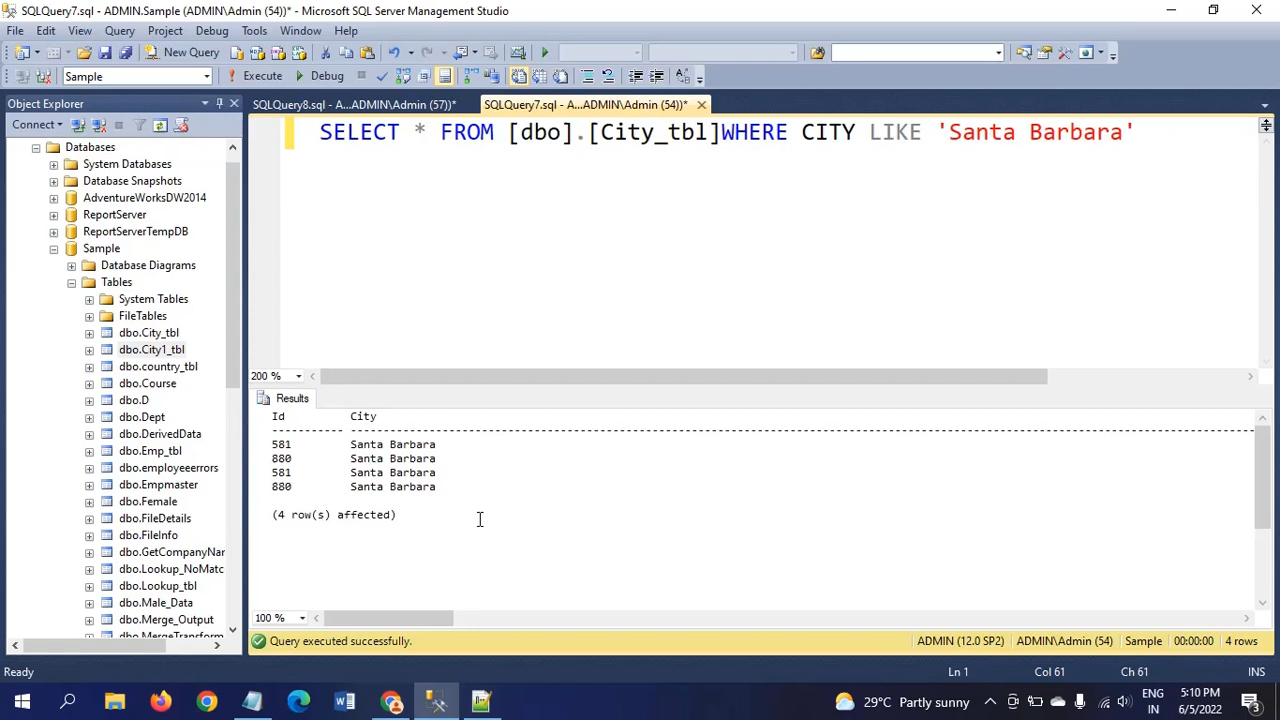 SQLQuery7.sql - ADMIN.Sample (ADMIN\Admin (54))* - Microsoft SQL Server Management Studio
File Edit View Query Project Debug Tools Window Help
New Query
Sample Execute Debug
Object Explorer
SQLQuery8.sql - A...ADMIN\Admin (57))*
SQLQuery7.sql - A...ADMIN\Admin (54))*
Connect
Databases
System Databases
Database Snapshots
AdventureWorksDW2014
ReportServer
ReportServerTempDB
Sample
Database Diagrams
Tables
System Tables
FileTables
dbo.City_tbl
dbo.City1_tbl
dbo.country_tbl
dbo.Course
dbo.D
dbo.Dept
dbo.DerivedData
dbo.Emp_tbl
dbo.employeeerrors
dbo.Empmaster
dbo.Female
dbo.FileDetails
dbo.FileInfo
dbo.GetCompanyNar
dbo.Lookup_NoMatc
dbo.Lookup_tbl
dbo.Male_Data
dbo.Merge_Output
dbo.MergeTransform
SELECT * FROM [dbo].[City_tbl]WHERE CITY LIKE 'Santa Barbara'
200 %
Results
Id City
581 Santa Barbara
880 Santa Barbara
581 Santa Barbara
880 Santa Barbara
(4 row(s) affected)
100 %
Query executed successfully. ADMIN (12.0 SP2) ADMIN\Admin (54) Sample 00:00:00 4 rows
Ready Ln 1 Col 61 Ch 61 INS
29°C Partly sunny
ENG
IN
5:10 PM
6/5/2022
3